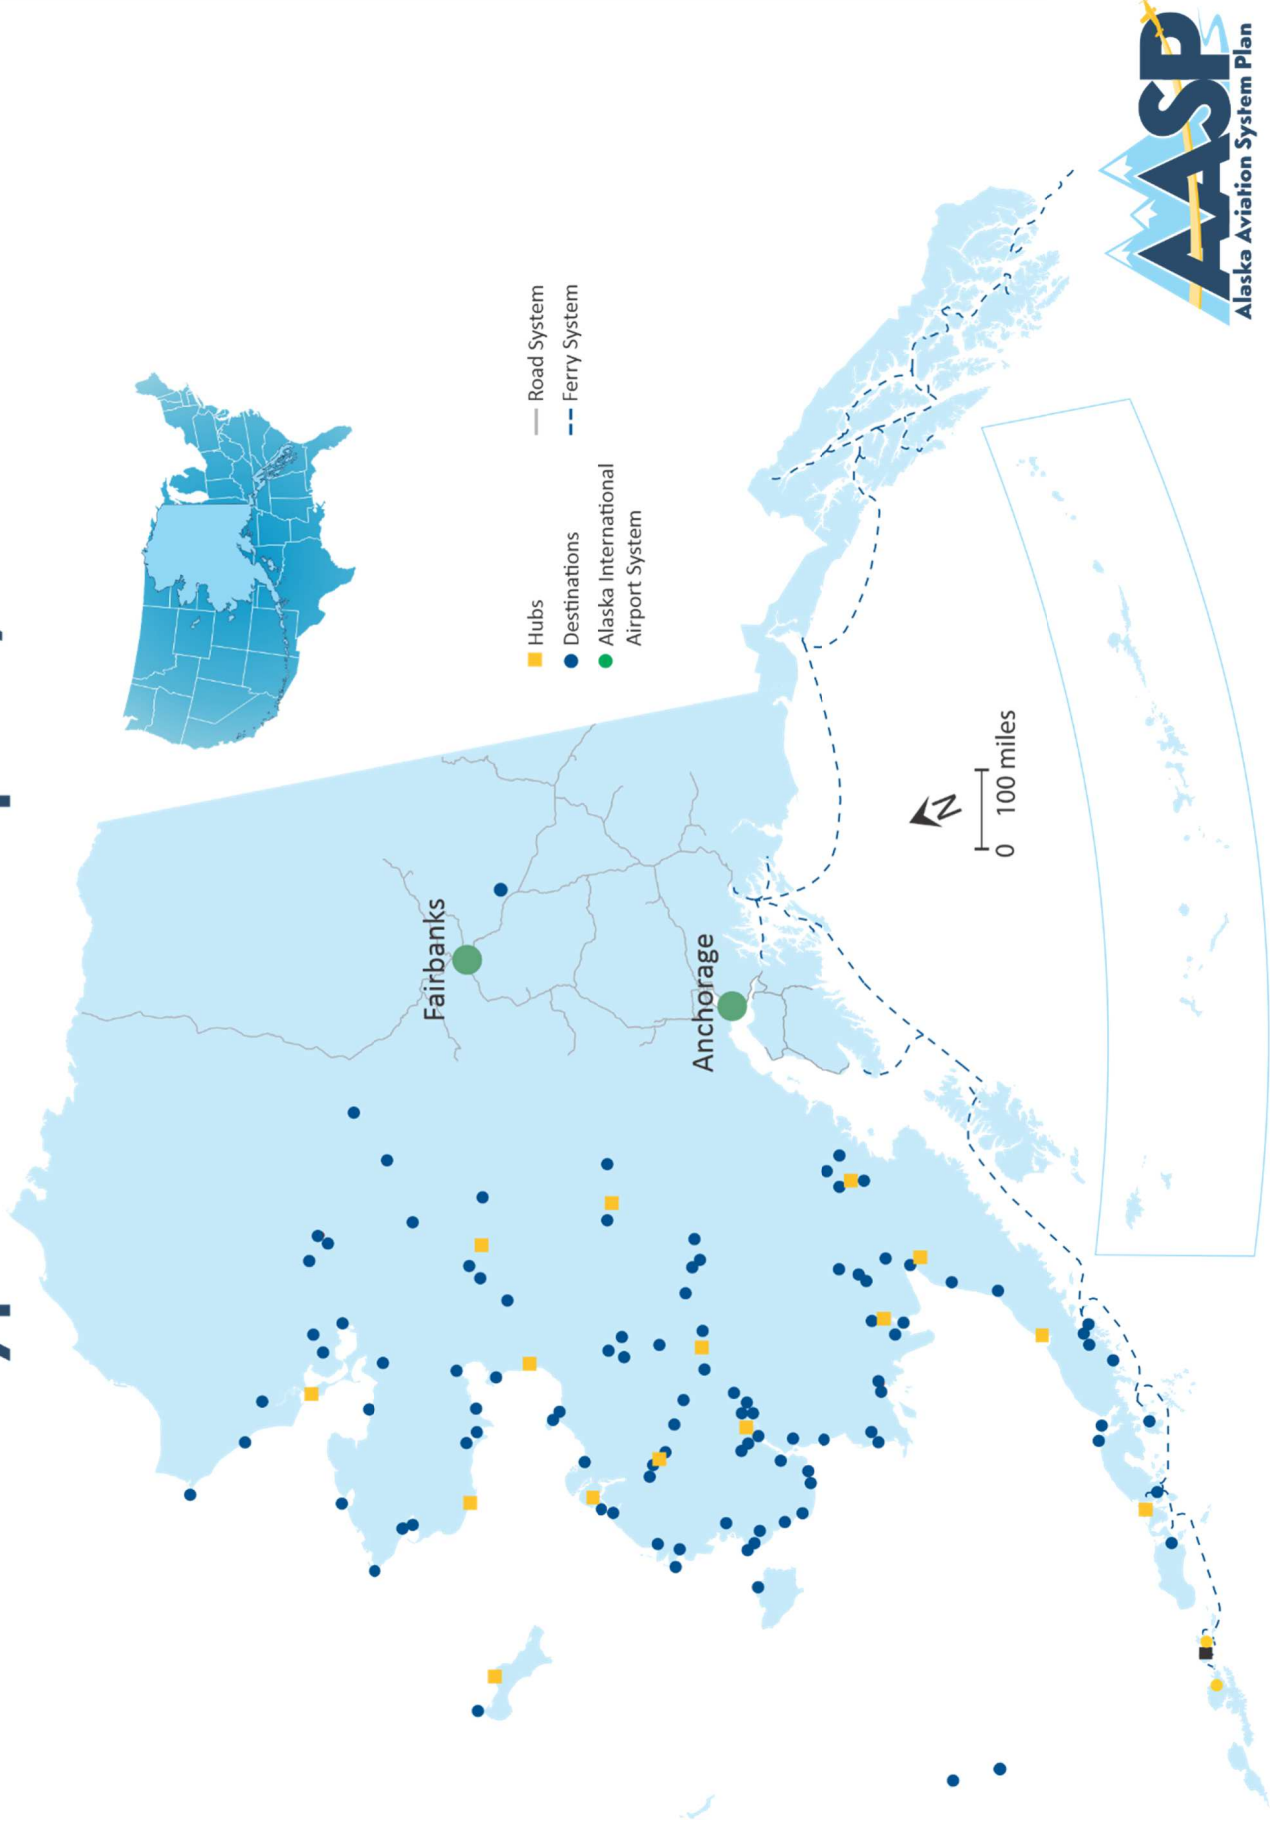 Hubs
Destinations
Alaska International
Airport System
Road System
Ferry System
Fairbanks
Anchorage
N
0 100 miles
AASP
Alaska Aviation System Plan